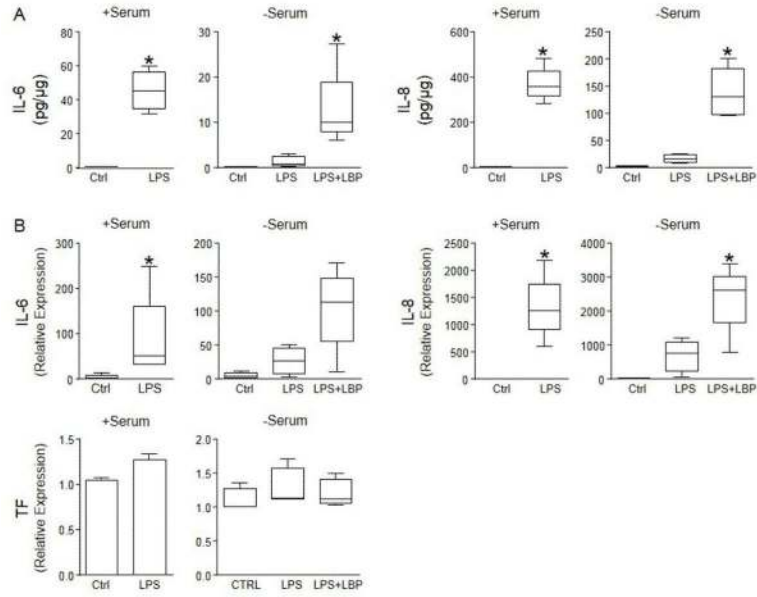 A
+Serum
IL-6
(pg/µg)
80
60
40
20
0
*
Ctrl
LPS
-Serum
30
20
10
0
*
Ctrl
LPS
LPS+LBP
+Serum
IL-8
(pg/µg)
600
400
200
0
*
Ctrl
LPS
-Serum
250
200
150
100
50
0
*
Ctrl
LPS
LPS+LBP
B
+Serum
IL-6
(Relative Expression)
300
200
100
0
*
Ctrl
LPS
-Serum
200
150
100
50
0
Ctrl
LPS
LPS+LBP
+Serum
IL-8
(Relative Expression)
2500
2000
1500
1000
500
0
*
Ctrl
LPS
-Serum
4000
3000
2000
1000
0
*
Ctrl
LPS
LPS+LBP
+Serum
TF
(Relative Expression)
1.5
1.0
0.5
0.0
Ctrl
LPS
-Serum
2.0
1.5
1.0
0.5
0.0
CTRL
LPS
LPS+LBP